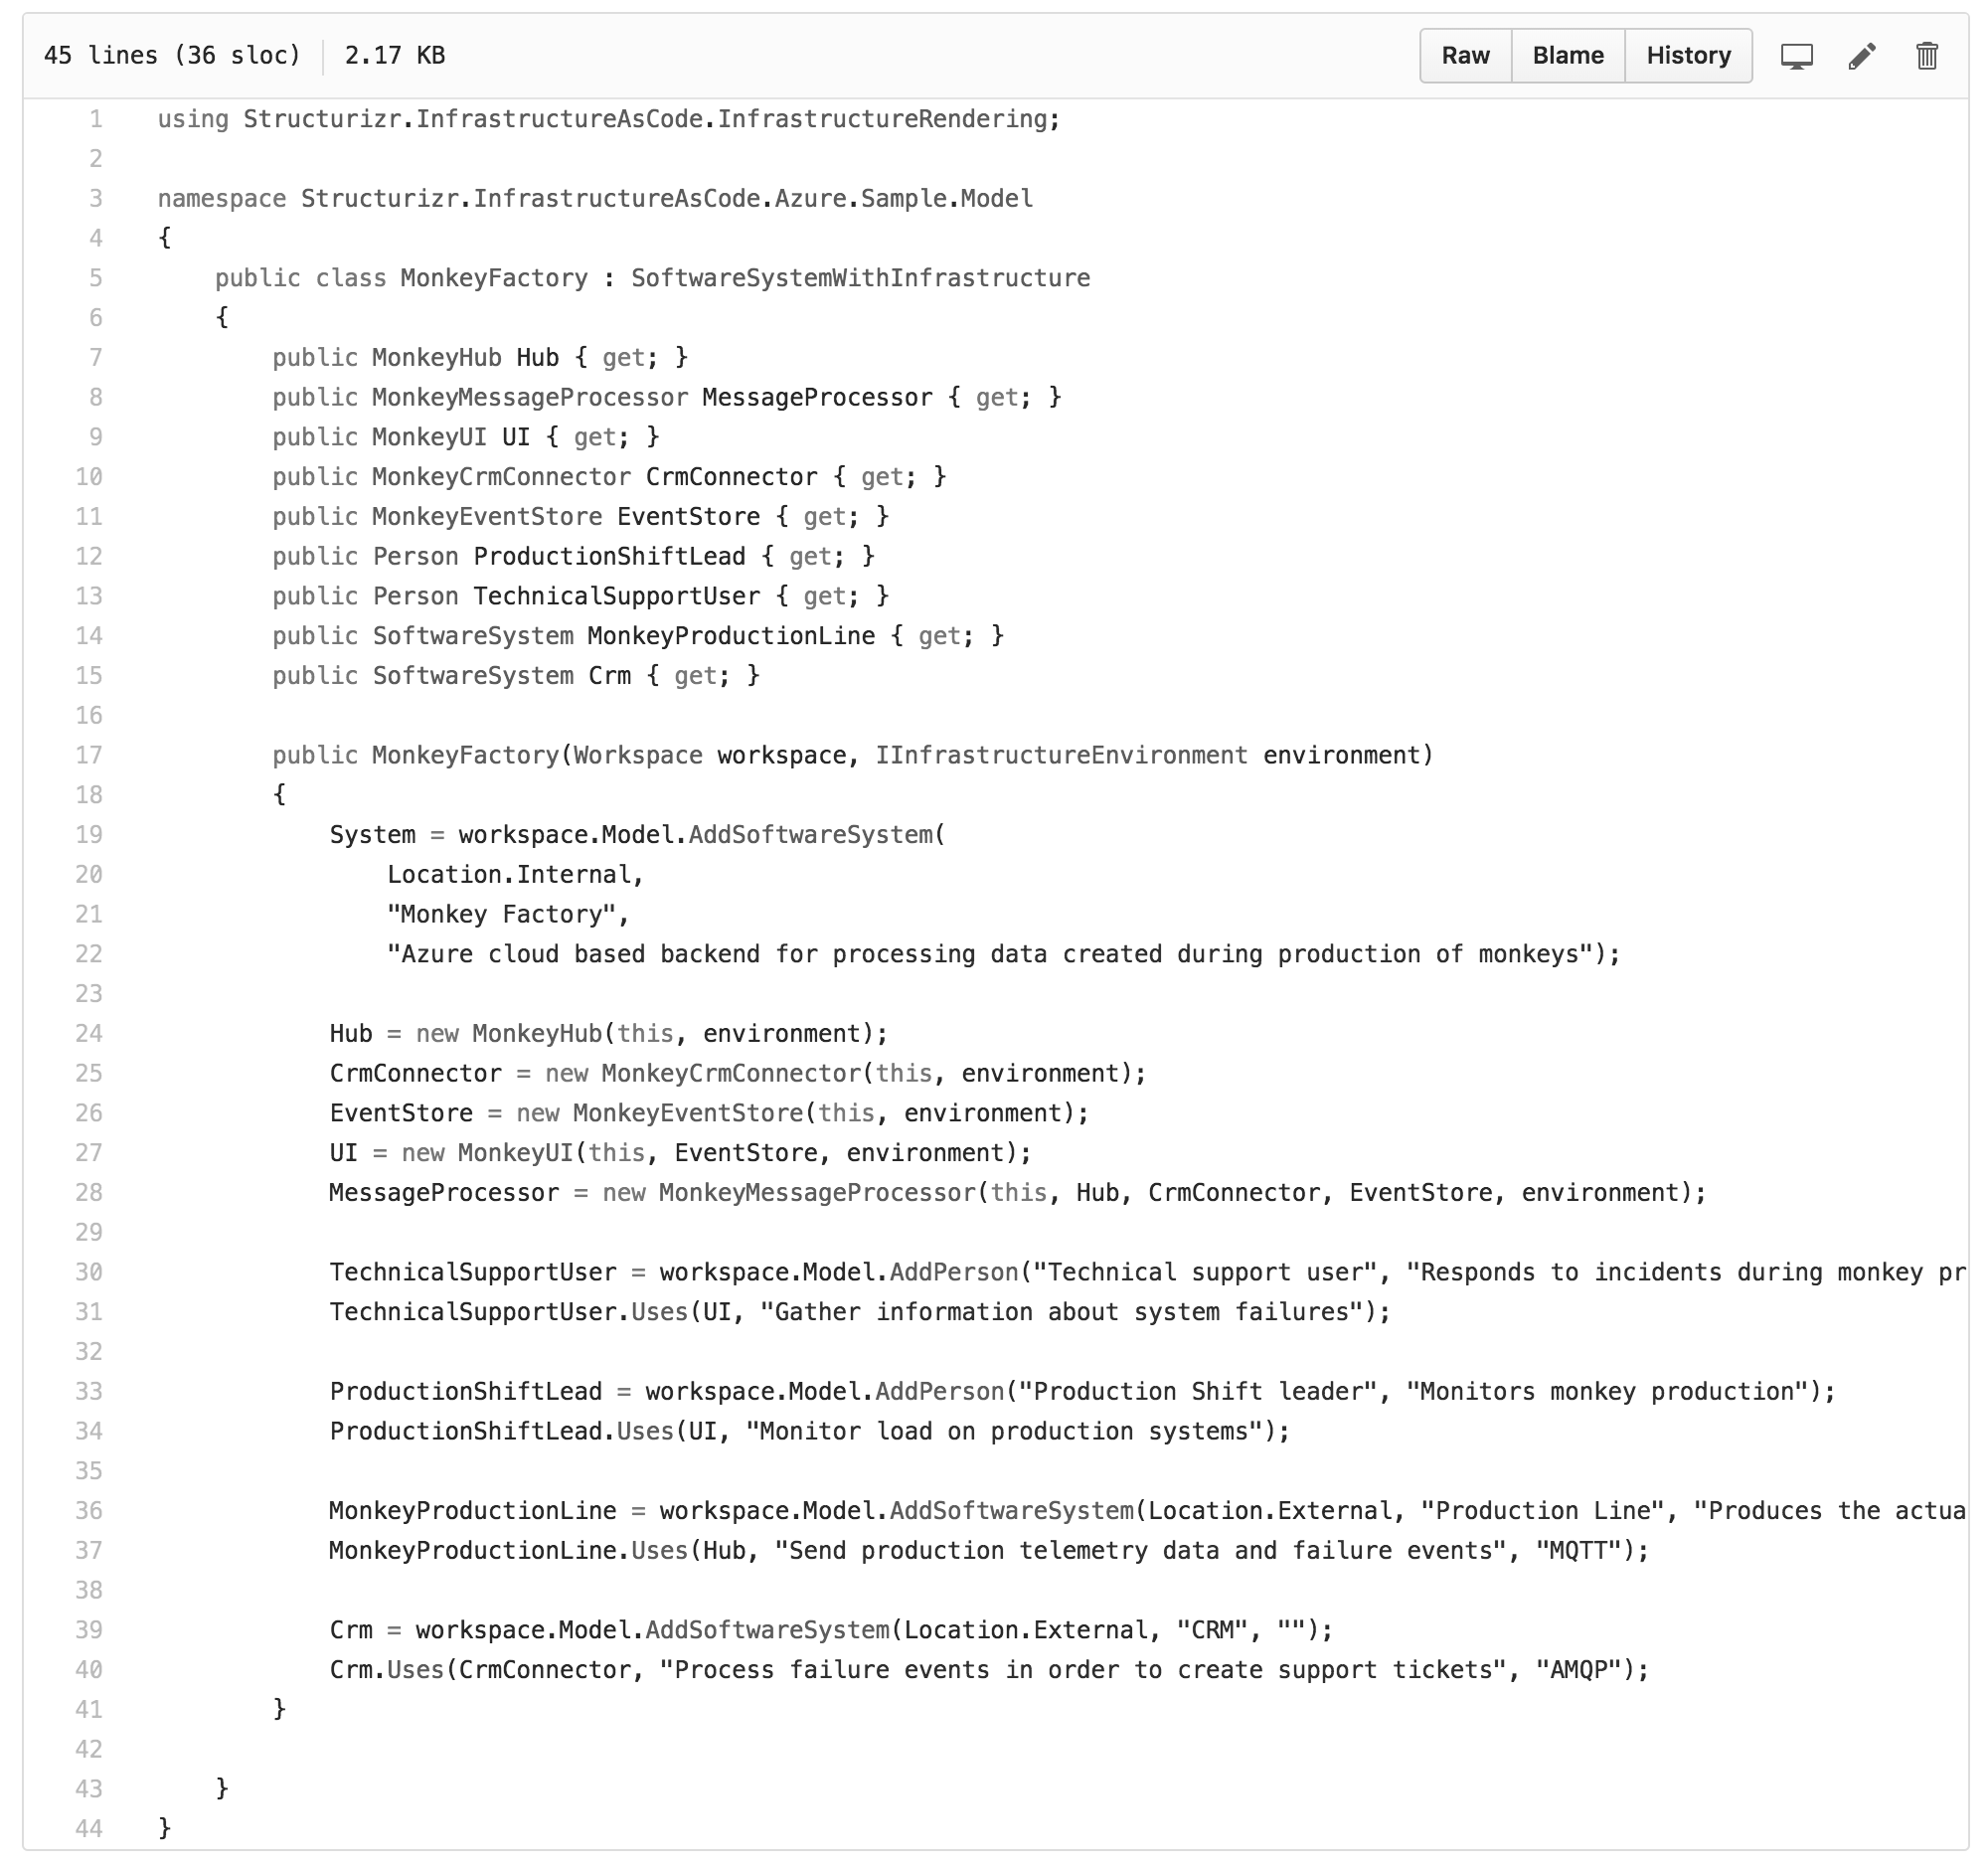 45 lines (36 sloc) 2.17 KB Raw Blame History
1 using Structurizr.InfrastructureAsCode.InfrastructureRendering;
2
3 namespace Structurizr.InfrastructureAsCode.Azure.Sample.Model
4 {
5     public class MonkeyFactory : SoftwareSystemWithInfrastructure
6     {
7         public MonkeyHub Hub { get; }
8         public MonkeyMessageProcessor MessageProcessor { get; }
9         public MonkeyUI UI { get; }
10         public MonkeyCrmConnector CrmConnector { get; }
11         public MonkeyEventStore EventStore { get; }
12         public Person ProductionShiftLead { get; }
13         public Person TechnicalSupportUser { get; }
14         public SoftwareSystem MonkeyProductionLine { get; }
15         public SoftwareSystem Crm { get; }
16
17         public MonkeyFactory(Workspace workspace, IInfrastructureEnvironment environment)
18         {
19             System = workspace.Model.AddSoftwareSystem(
20                 Location.Internal,
21                 "Monkey Factory",
22                 "Azure cloud based backend for processing data created during production of monkeys");
23
24             Hub = new MonkeyHub(this, environment);
25             CrmConnector = new MonkeyCrmConnector(this, environment);
26             EventStore = new MonkeyEventStore(this, environment);
27             UI = new MonkeyUI(this, EventStore, environment);
28             MessageProcessor = new MonkeyMessageProcessor(this, Hub, CrmConnector, EventStore, environment);
29
30             TechnicalSupportUser = workspace.Model.AddPerson("Technical support user", "Responds to incidents during monkey pr
31             TechnicalSupportUser.Uses(UI, "Gather information about system failures");
32
33             ProductionShiftLead = workspace.Model.AddPerson("Production Shift leader", "Monitors monkey production");
34             ProductionShiftLead.Uses(UI, "Monitor load on production systems");
35
36             MonkeyProductionLine = workspace.Model.AddSoftwareSystem(Location.External, "Production Line", "Produces the actua
37             MonkeyProductionLine.Uses(Hub, "Send production telemetry data and failure events", "MQTT");
38
39             Crm = workspace.Model.AddSoftwareSystem(Location.External, "CRM", "");
40             Crm.Uses(CrmConnector, "Process failure events in order to create support tickets", "AMQP");
41         }
42
43     }
44 }